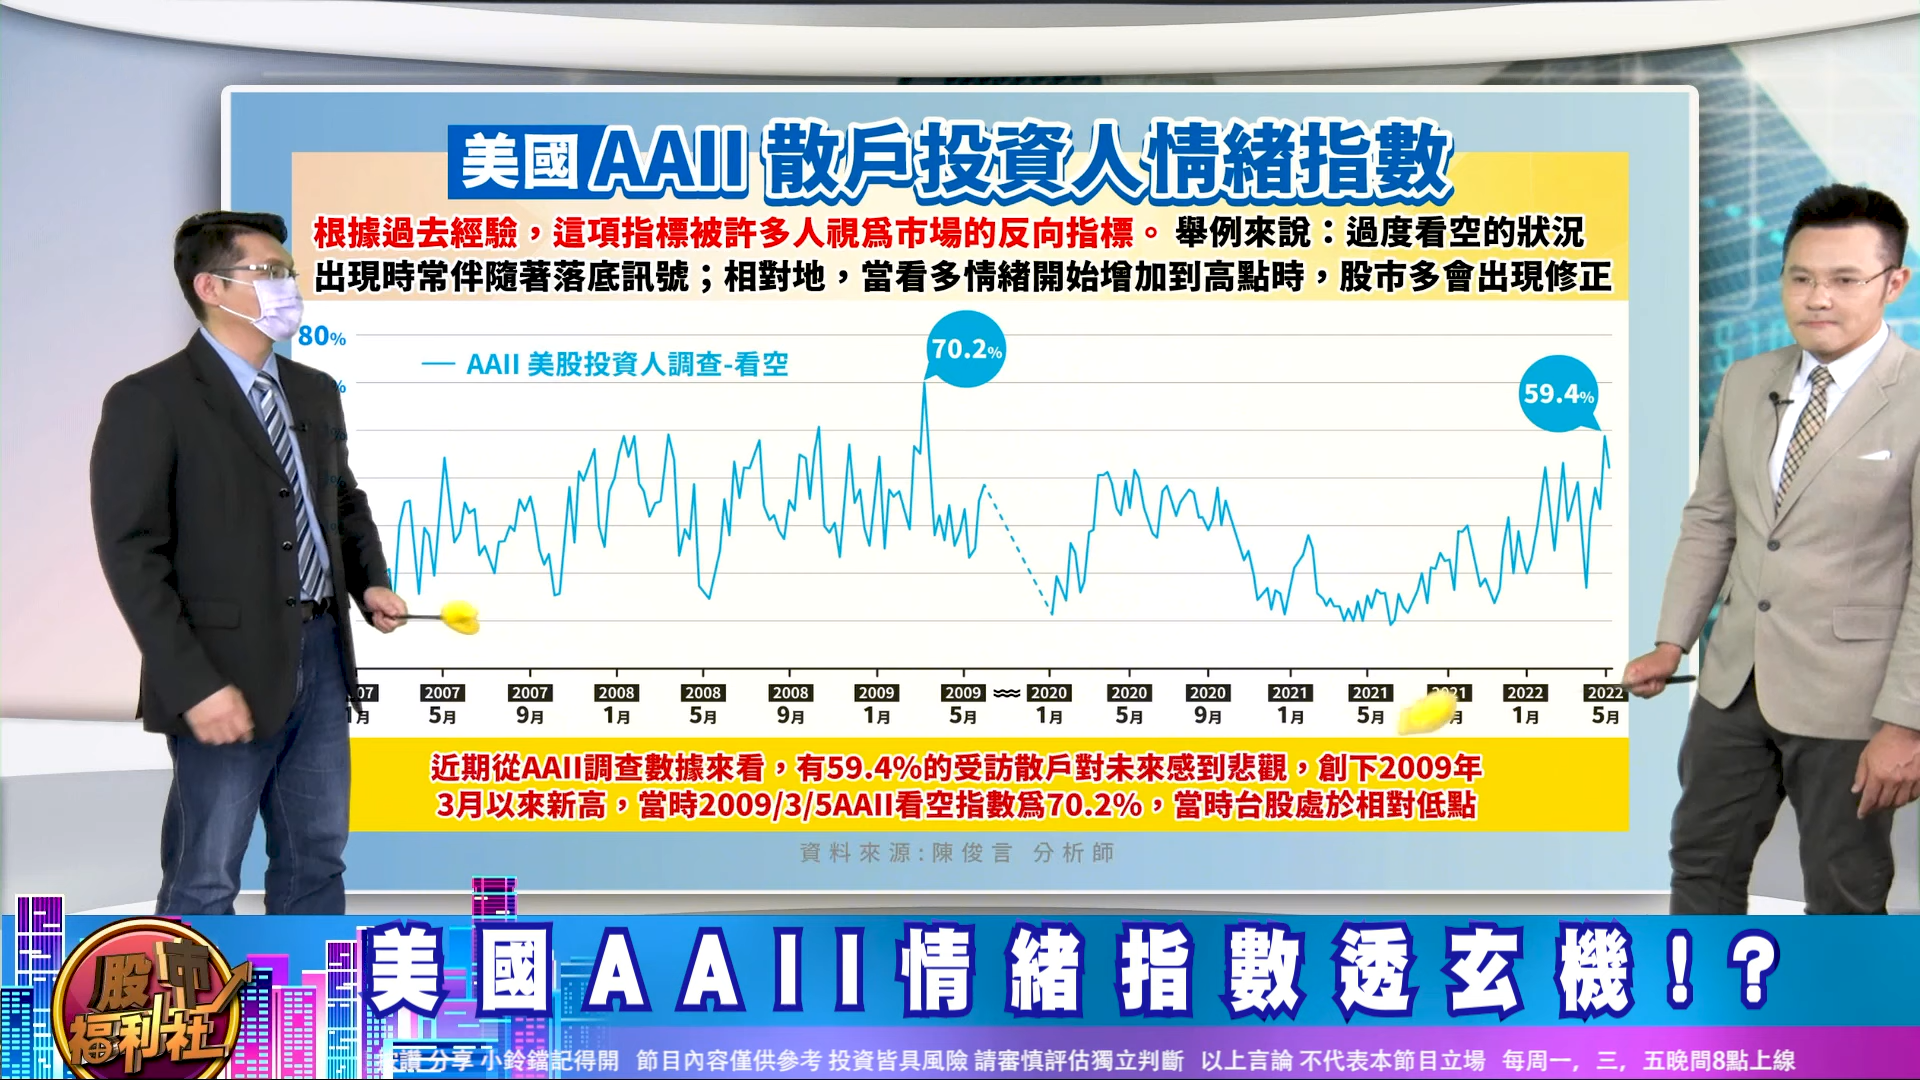 美國AAII 散戶投資人情緒指數
根據過去經驗，這項指標被許多人視為市場的反向指標。舉例來說：過度看空的狀況
出現時常伴隨著落底訊號；相對地，當看多情緒開始增加到高點時，股市多會出現修正
80%
%
— AAII 美股投資人調查-看空
70.2%
59.4%
07 2007 2007 2008 2008 2008 2009 2009 2020 2020 2020 2021 2021 2021 2022 2022
1月 5月 9月 1月 5月 9月 1月 5月 1月 5月 9月 1月 5月 月 1月 5月
近期從AAII調查數據來看，有59.4%的受訪散戶對未來感到悲觀，創下2009年
3月以來新高，當時2009/3/5AAII看空指數為70.2%，當時台股處於相對低點
資料來源:陳俊言 分析師
美國AAII情緒指數透玄機!?
股市
福利社
讚 分享 小鈴鐺記得開 節目內容僅供參考 投資皆具風險 請審慎評估獨立判斷 以上言論 不代表本節目立場 每周一，三，五晚間8點上線